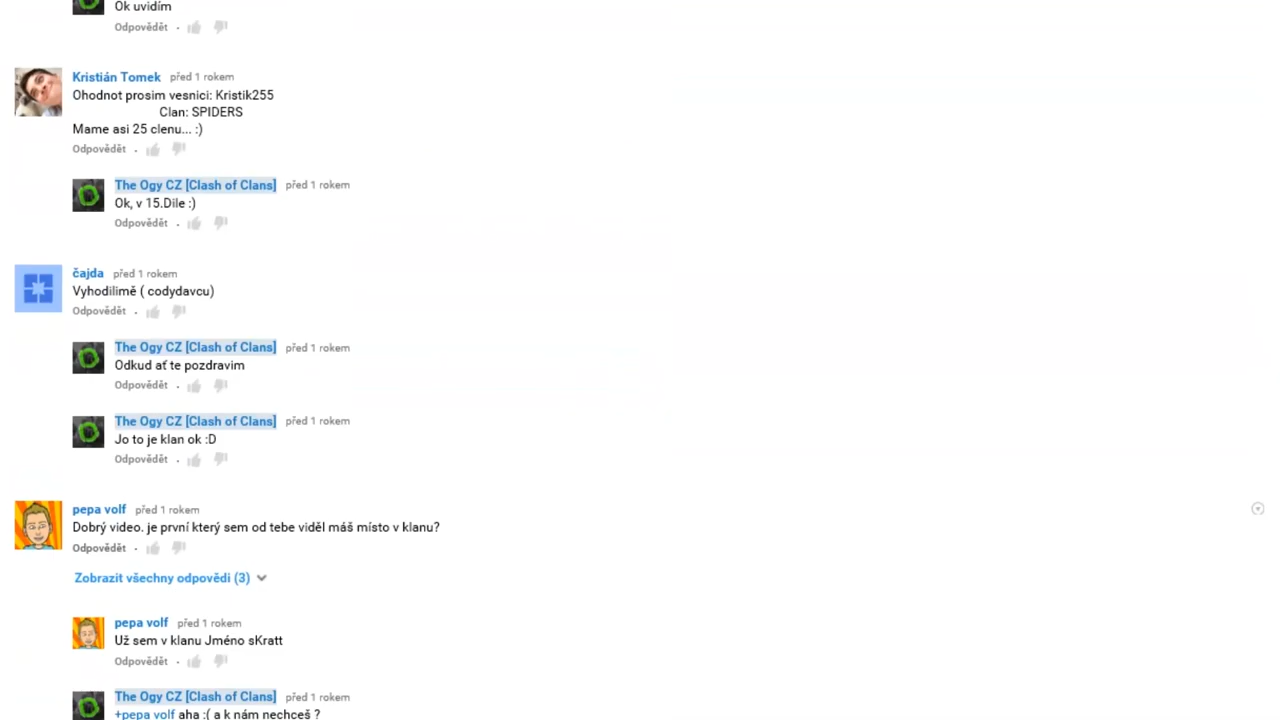 Ok uvidím
Odpovědět
Kristián Tomek před 1 rokem
Ohodnot prosim vesnici: Kristik255
Clan: SPIDERS
Mame asi 25 clenu... :)
Odpovědět
The Ogy CZ [Clash of Clans] před 1 rokem
Ok, v 15.Dile :)
Odpovědět
čajda před 1 rokem
Vyhodilimě ( codydavcu)
Odpovědět
The Ogy CZ [Clash of Clans] před 1 rokem
Odkud ať te pozdravim
Odpovědět
The Ogy CZ [Clash of Clans] před 1 rokem
Jo to je klan ok :D
Odpovědět
pepa volf před 1 rokem
Dobrý video. je první který sem od tebe viděl máš místo v klanu?
Odpovědět
Zobrazit všechny odpovědi (3)
pepa volf před 1 rokem
Už sem v klanu Jméno sKratt
Odpovědět
The Ogy CZ [Clash of Clans] před 1 rokem
+pepa volf aha :( a k nám nechceš ?